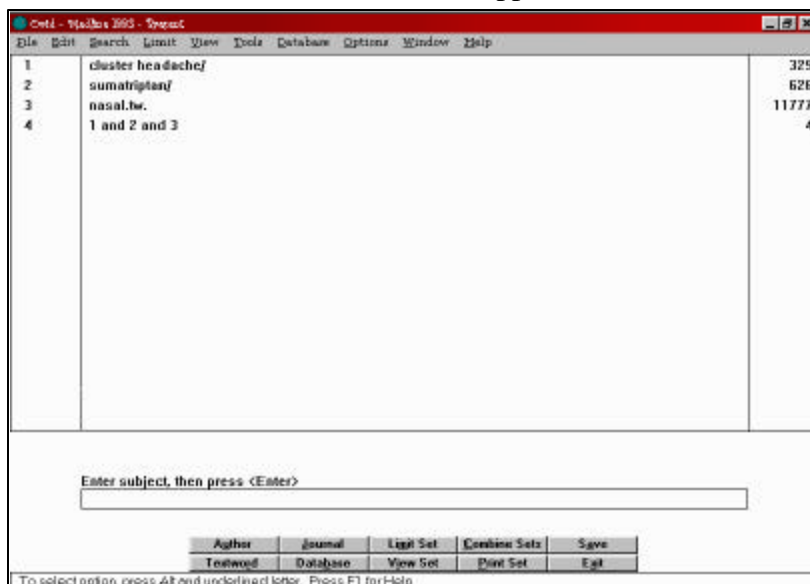 Ovid - Medline 1993 - Present
File Edit Search Limit View Tools Database Options Window Help
1 cluster headache/ 329
2 sumatriptan/ 626
3 nasal.tw. 11777
4 1 and 2 and 3 4
Enter subject, then press <Enter>
Author Journal Limit Set Combine Sets Save
Textword Database View Set Print Set Exit
To select option, press Alt and underlined letter. Press F1 for Help